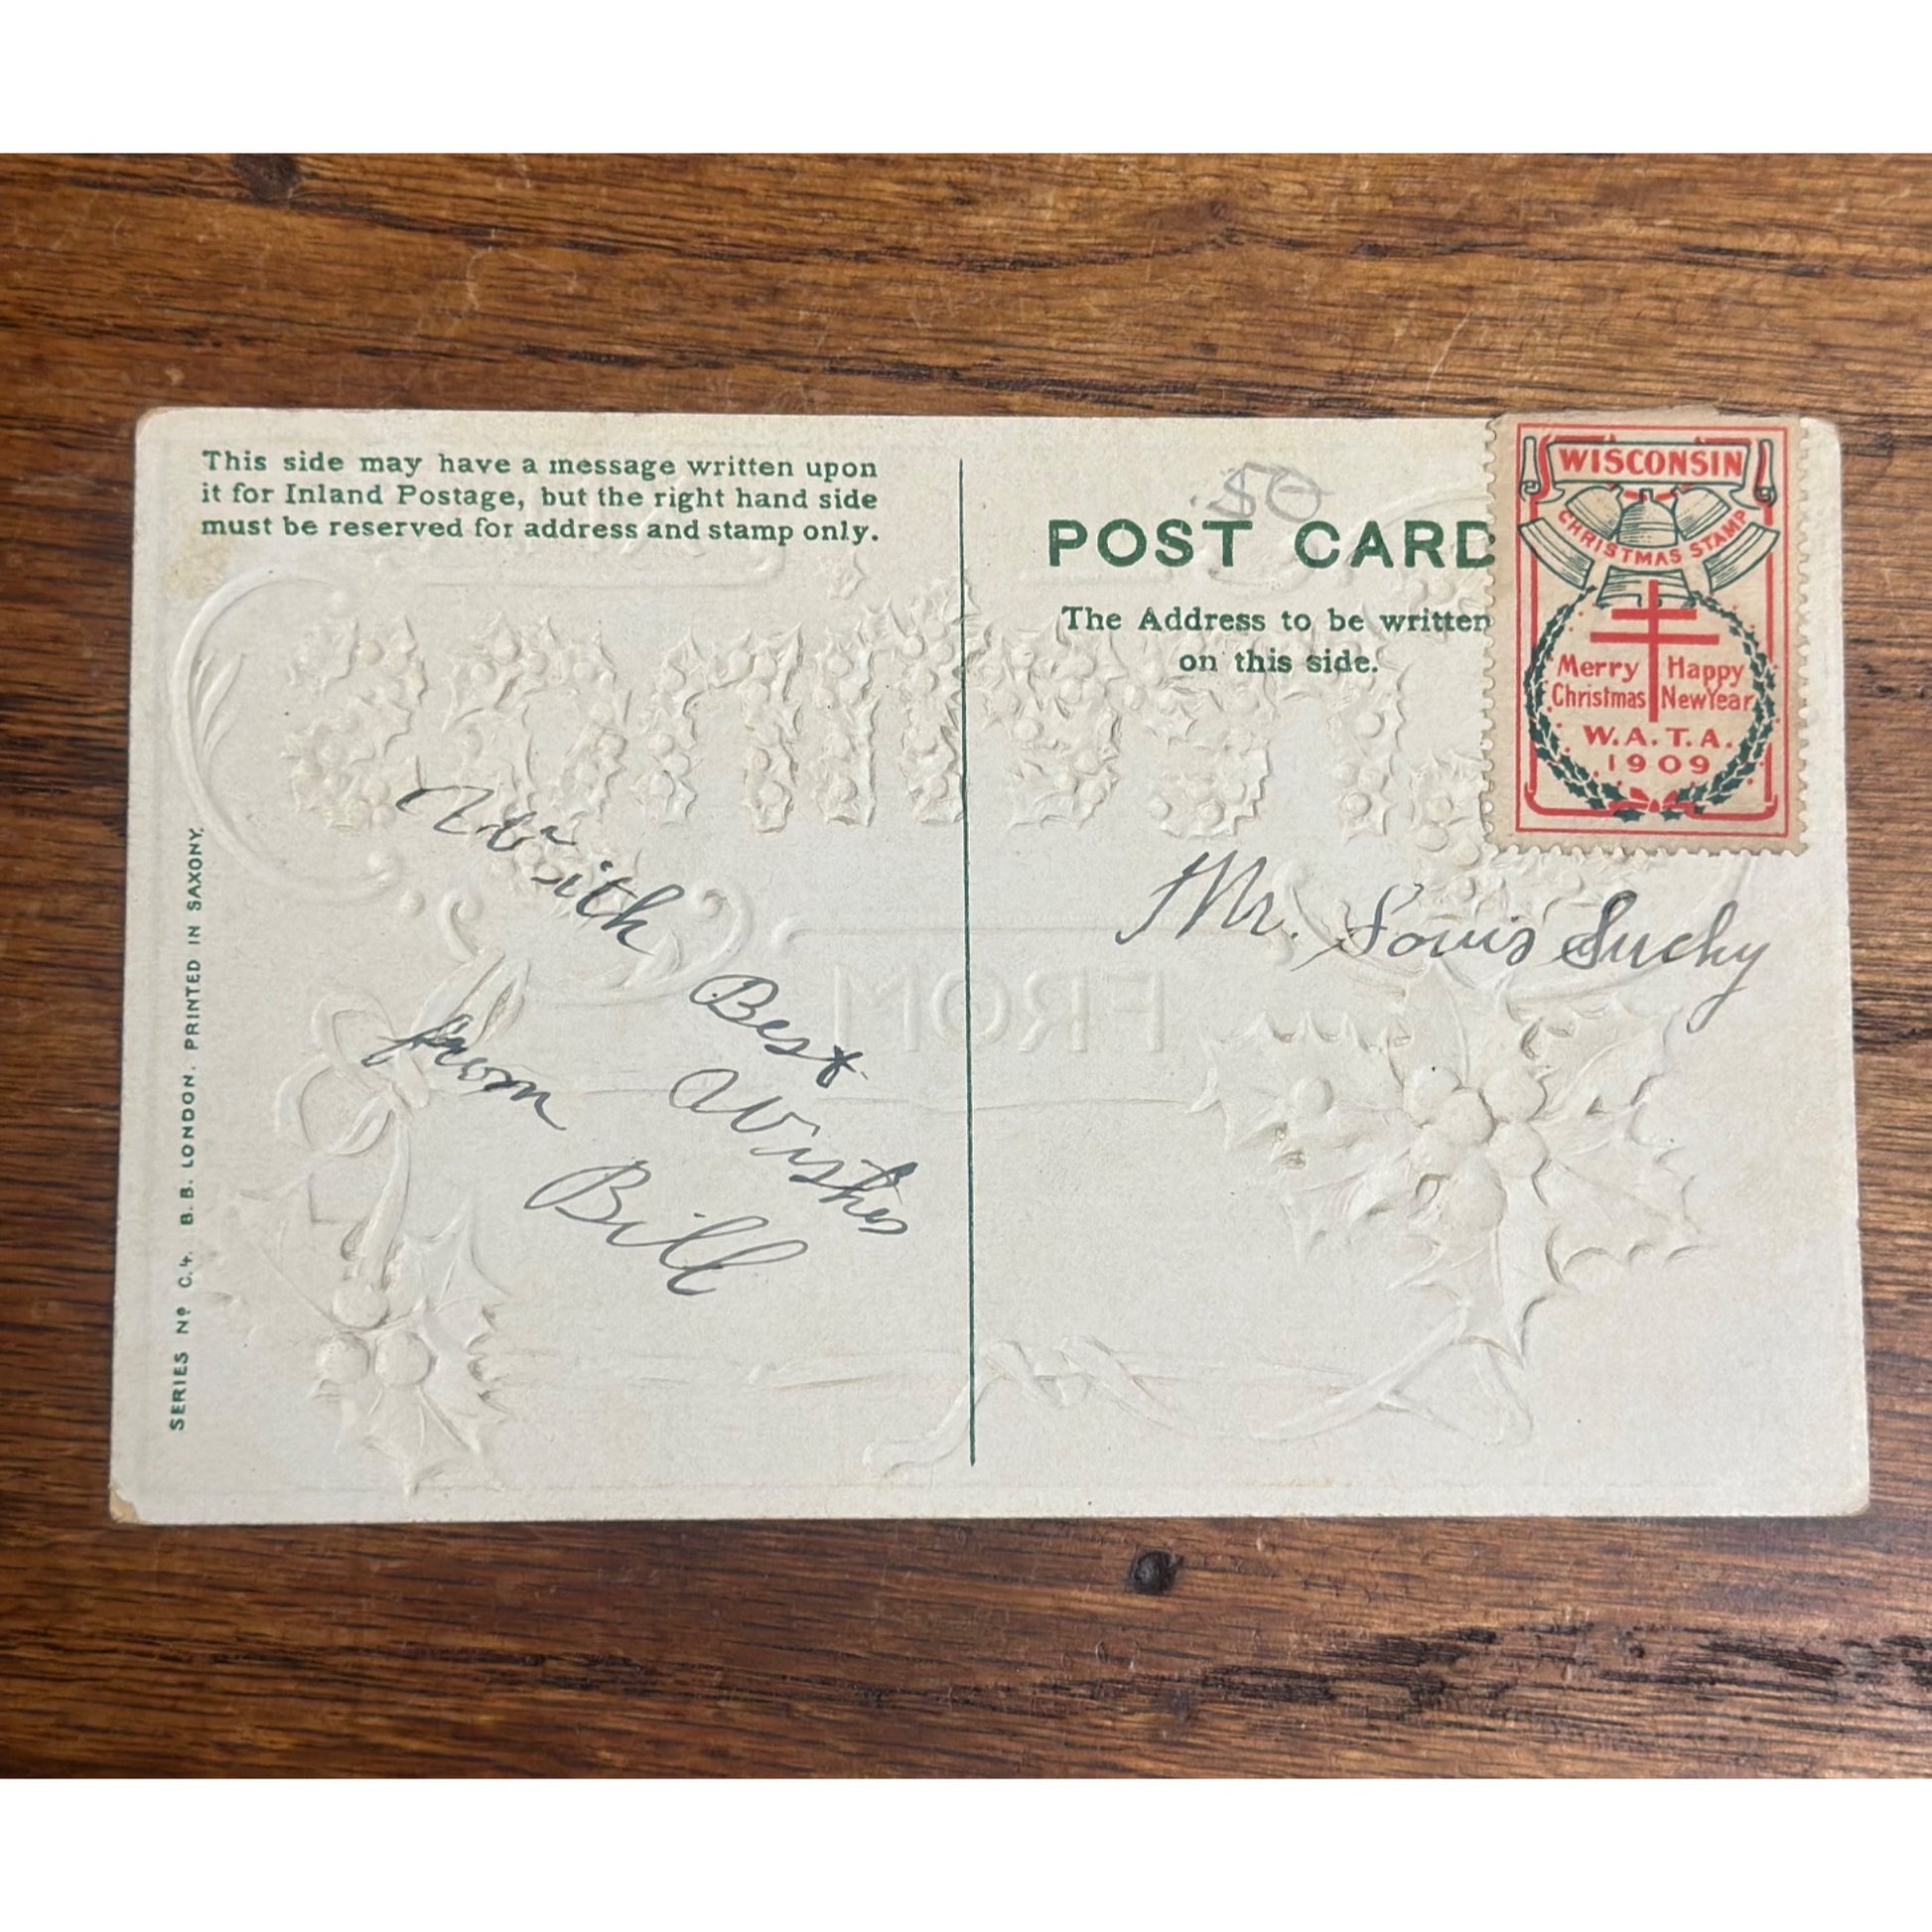 This side may have a message written upon
it for Inland Postage, but the right hand side
must be reserved for address and stamp only.
SERIES Nº C.4. B. B. LONDON. PRINTED IN SAXONY.
With
Best
Wishes
from
Bill
.50
POST CARD
The Address to be written
on this side.
WISCONSIN
CHRISTMAS STAMP
Merry Happy
Christmas New Year
W.A.T.A.
1909
Mr. Louis Suchy
FROM